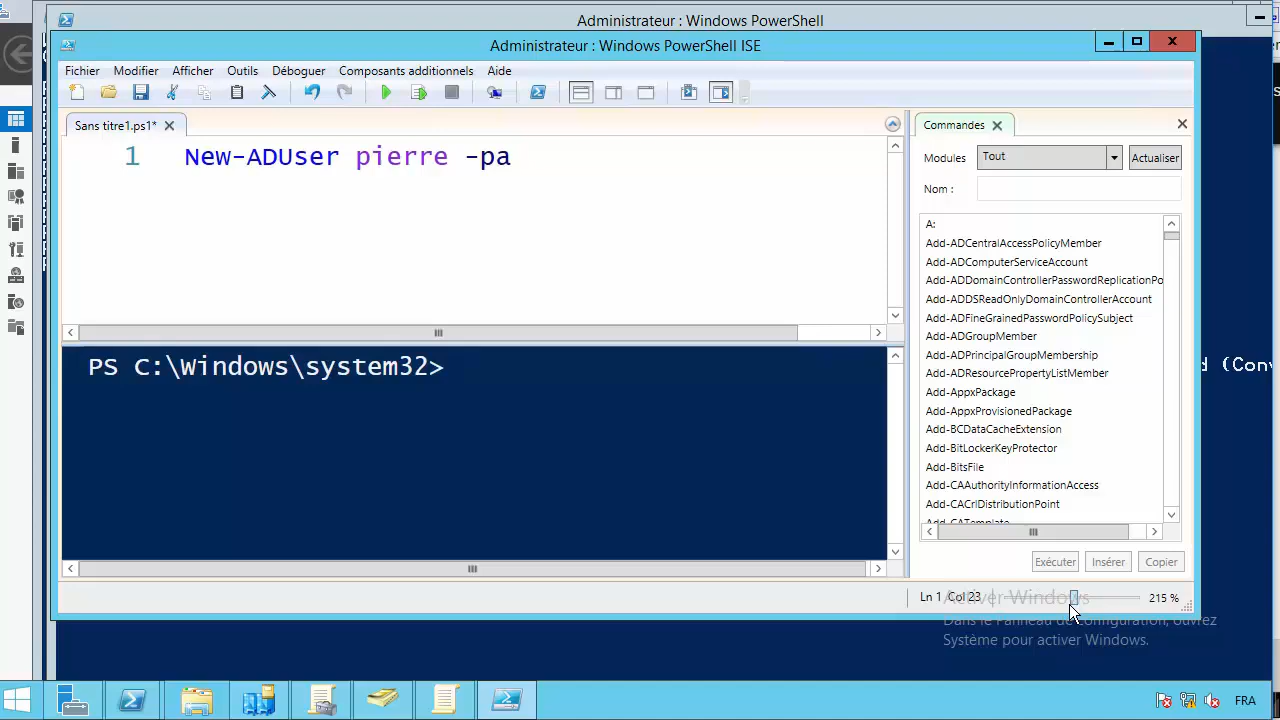 Administrateur : Windows PowerShell
Administrateur : Windows PowerShell ISE
Fichier Modifier Afficher Outils Déboguer Composants additionnels Aide
Sans titre1.ps1*
Commandes
1 New-ADUser pierre -pa
Modules Tout Actualiser
Nom :
A:
Add-ADCentralAccessPolicyMember
Add-ADComputerServiceAccount
Add-ADDomainControllerPasswordReplicationPo
Add-ADDSReadOnlyDomainControllerAccount
Add-ADFineGrainedPasswordPolicySubject
Add-ADGroupMember
Add-ADPrincipalGroupMembership
Add-ADResourcePropertyListMember
Add-AppxPackage
Add-AppxProvisionedPackage
Add-BCDataCacheExtension
Add-BitLockerKeyProtector
Add-BitsFile
Add-CAAuthorityInformationAccess
Add-CACrlDistributionPoint
Add-CATemplate
PS C:\Windows\system32>
d (Conv
Exécuter Insérer Copier
Ln 1 Col 23 215 %
Activer Windows
Dans le Panneau de configuration, ouvrez
Système pour activer Windows.
FRA